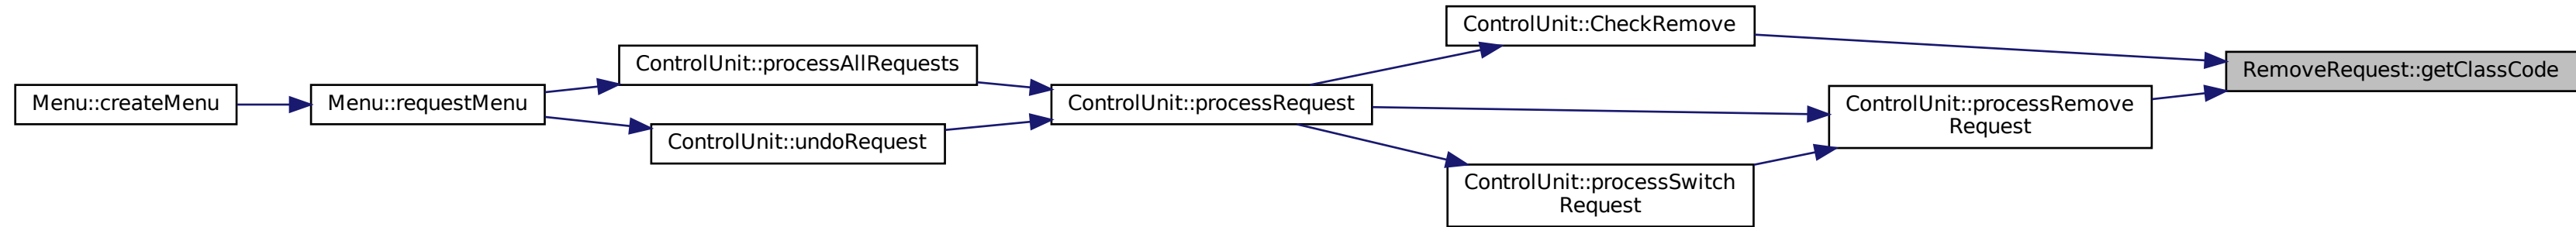 ControlUnit::CheckRemove
ControlUnit::processAllRequests
RemoveRequest::getClassCode
Menu::createMenu
Menu::requestMenu
ControlUnit::processRequest
ControlUnit::processRemove
Request
ControlUnit::undoRequest
ControlUnit::processSwitch
Request